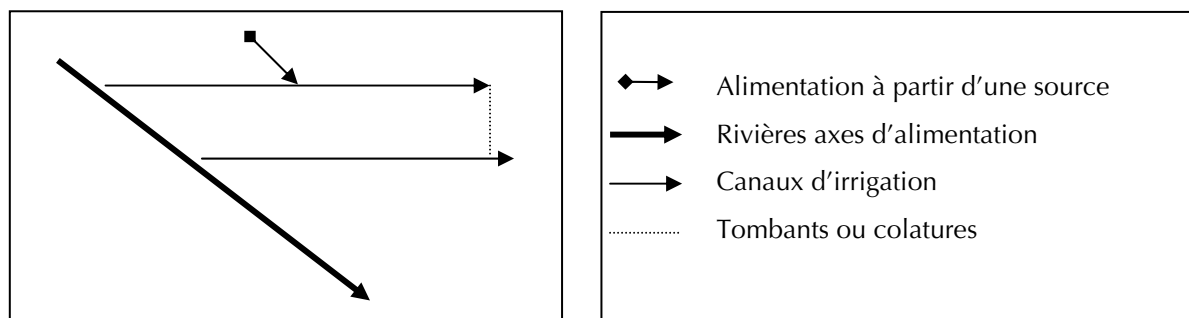 Alimentation à partir d’une source
Rivières axes d’alimentation
Canaux d’irrigation
Tombants ou colatures